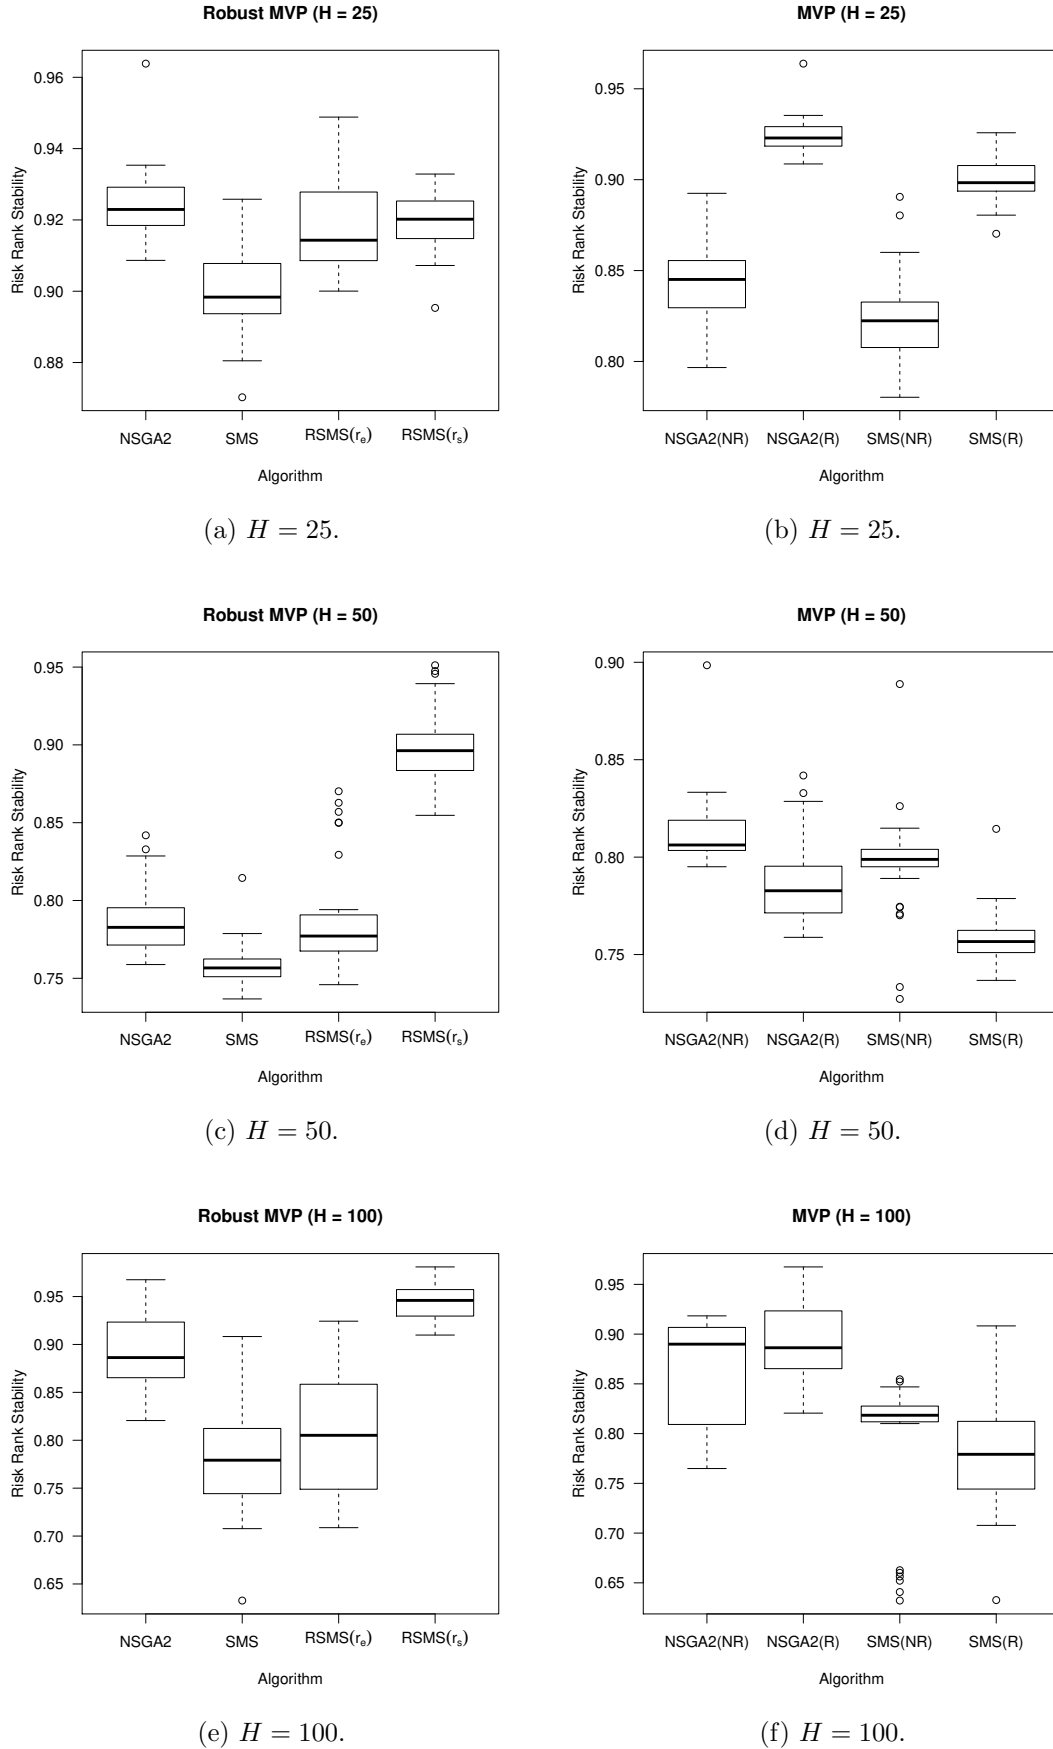 Robust MVP (H = 25)
Risk Rank Stability
0.96
0.94
0.92
0.90
0.88
NSGA2 SMS RSMS(re) RSMS(rs)
Algorithm
(a) H = 25.
MVP (H = 25)
Risk Rank Stability
0.95
0.90
0.85
0.80
NSGA2(NR) NSGA2(R) SMS(NR) SMS(R)
Algorithm
(b) H = 25.
Robust MVP (H = 50)
Risk Rank Stability
0.95
0.90
0.85
0.80
0.75
NSGA2 SMS RSMS(re) RSMS(rs)
Algorithm
(c) H = 50.
MVP (H = 50)
Risk Rank Stability
0.90
0.85
0.80
0.75
NSGA2(NR) NSGA2(R) SMS(NR) SMS(R)
Algorithm
(d) H = 50.
Robust MVP (H = 100)
Risk Rank Stability
0.95
0.90
0.85
0.80
0.75
0.70
0.65
NSGA2 SMS RSMS(re) RSMS(rs)
Algorithm
(e) H = 100.
MVP (H = 100)
Risk Rank Stability
0.95
0.90
0.85
0.80
0.75
0.70
0.65
NSGA2(NR) NSGA2(R) SMS(NR) SMS(R)
Algorithm
(f) H = 100.